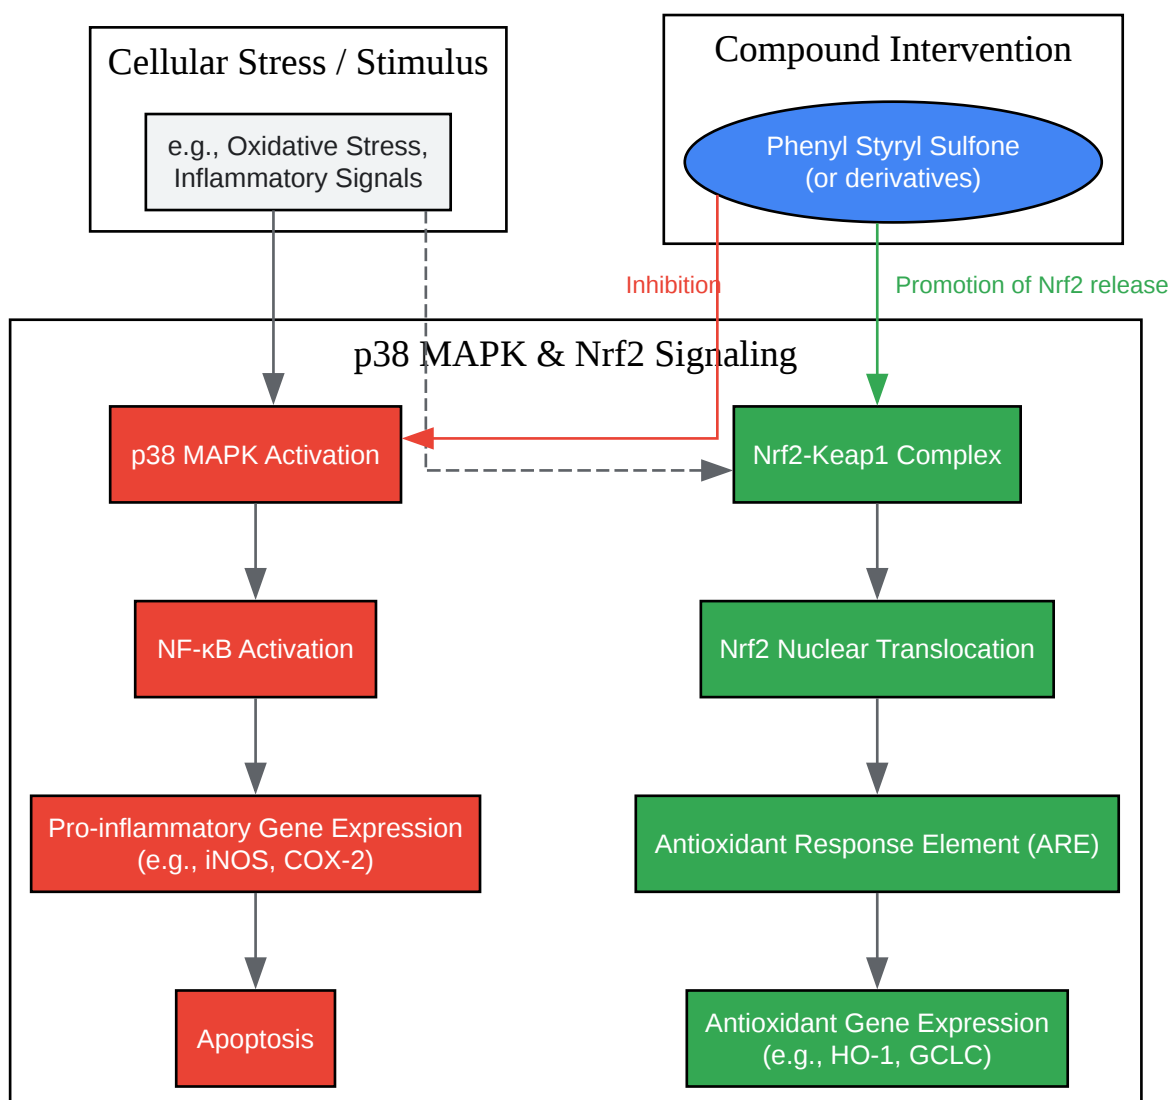 Cellular Stress / Stimulus
e.g., Oxidative Stress,
Inflammatory Signals
Compound Intervention
Phenyl Styryl Sulfone
(or derivatives)
Inhibition
Promotion of Nrf2 release
p38 MAPK & Nrf2 Signaling
p38 MAPK Activation
Nrf2-Keap1 Complex
NF-κB Activation
Nrf2 Nuclear Translocation
Pro-inflammatory Gene Expression
(e.g., iNOS, COX-2)
Antioxidant Response Element (ARE)
Apoptosis
Antioxidant Gene Expression
(e.g., HO-1, GCLC)